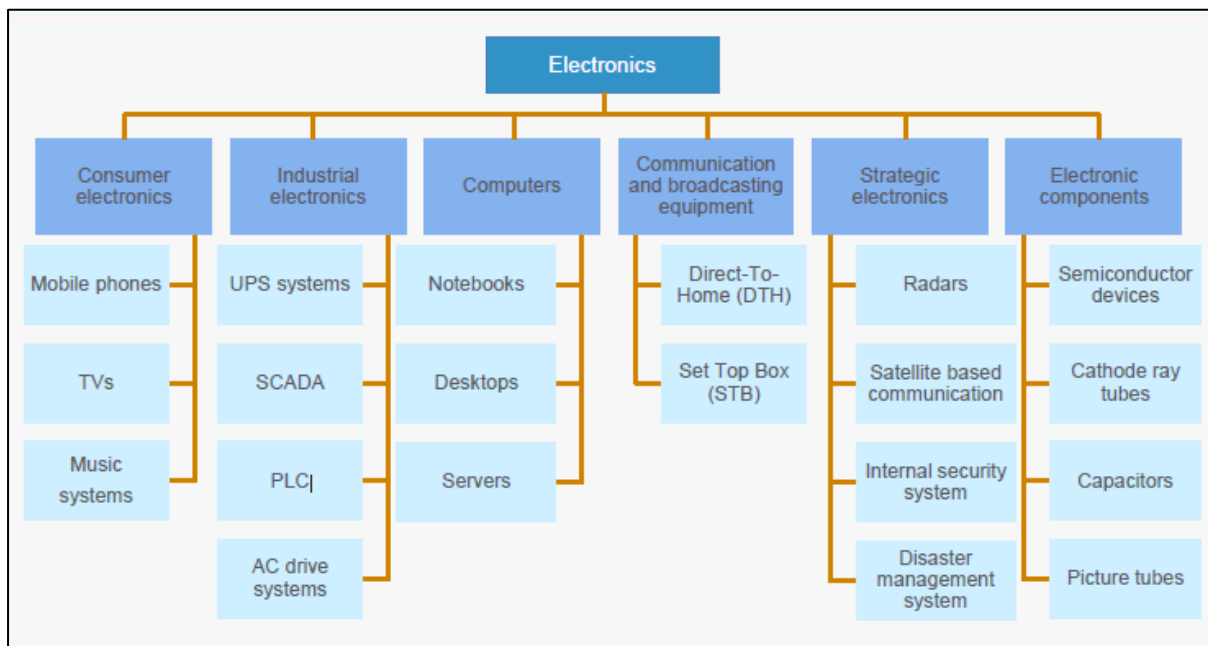 Electronics
Consumer
electronics
Industrial
electronics
Computers
Communication
and broadcasting
equipment
Strategic
electronics
Electronic
components
Mobile phones
TVs
Music
systems
UPS systems
SCADA
PLC
AC drive
systems
Notebooks
Desktops
Servers
Direct-To-
Home (DTH)
Set Top Box
(STB)
Radars
Satellite based
communication
Internal security
system
Disaster
management
system
Semiconductor
devices
Cathode ray
tubes
Capacitors
Picture tubes